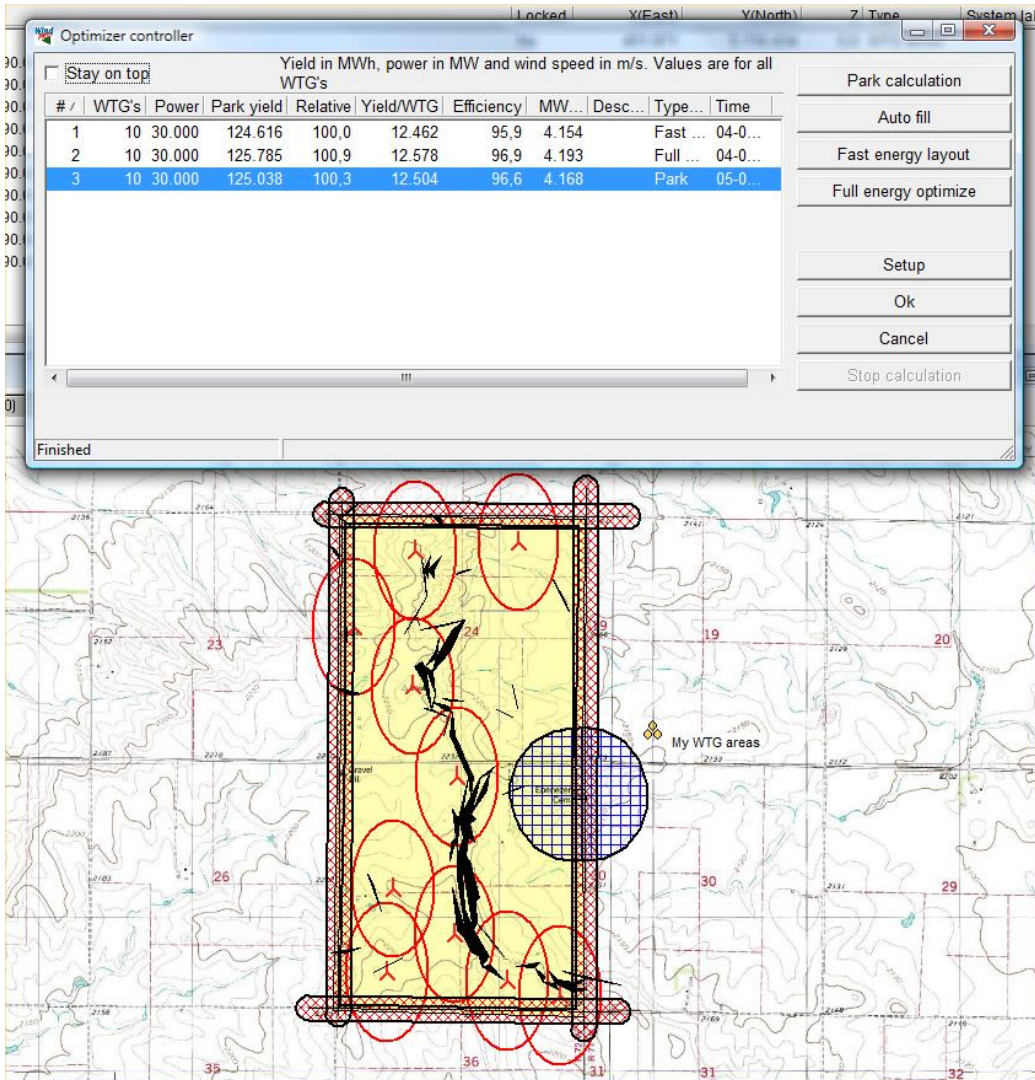 Locked X(East) Y(North) Z Type
Optimizer controller
Stay on top
Yield in MWh, power in MW and wind speed in m/s. Values are for all
WTG's
Park calculation
# WTG's Power Park yield Relative Yield/WTG Efficiency MW... Desc... Type... Time
1 10 30.000 124.616 100,0 12.462 95,9 4.154 Fast ... 04-0...
2 10 30.000 125.785 100,9 12.578 96,9 4.193 Full ... 04-0...
3 10 30.000 125.038 100,3 12.504 96,6 4.168 Park 05-0...
Auto fill
Fast energy layout
Full energy optimize
Setup
Ok
Cancel
Stop calculation
Finished
2164
2141
2124
2121
23
24
19
20
2129
My WTG areas
2133
Ebenezer
Cem
26
30
29
2131
2158
2169
35
36
31
31
32